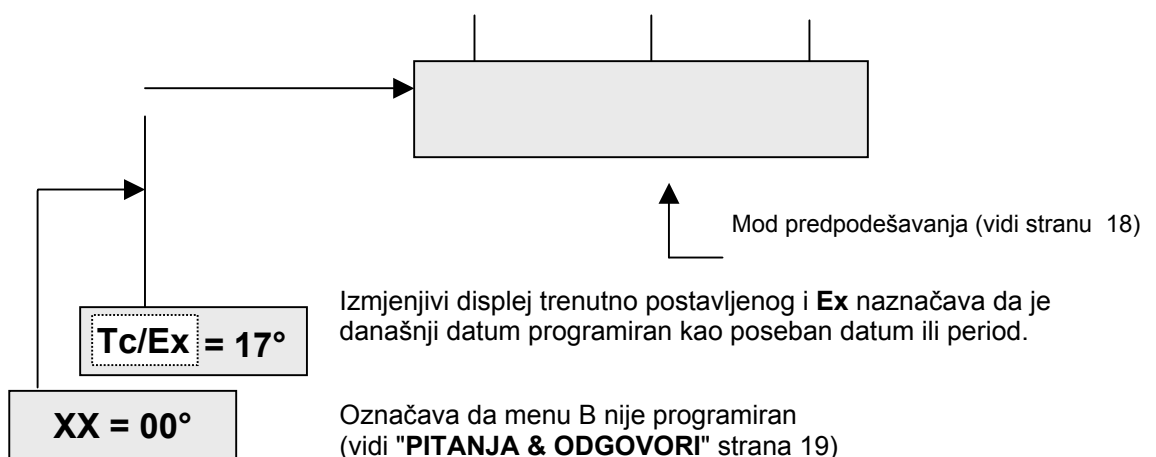 Mod predpodešavanja (vidi stranu 18)
Izmjenjivi displej trenutno postavljenog i Ex naznačava da je
današnji datum programiran kao poseban datum ili period.
Tc/Ex = 17°
XX = 00°
Označava da menu B nije programiran
(vidi "PITANJA & ODGOVORI" strana 19)